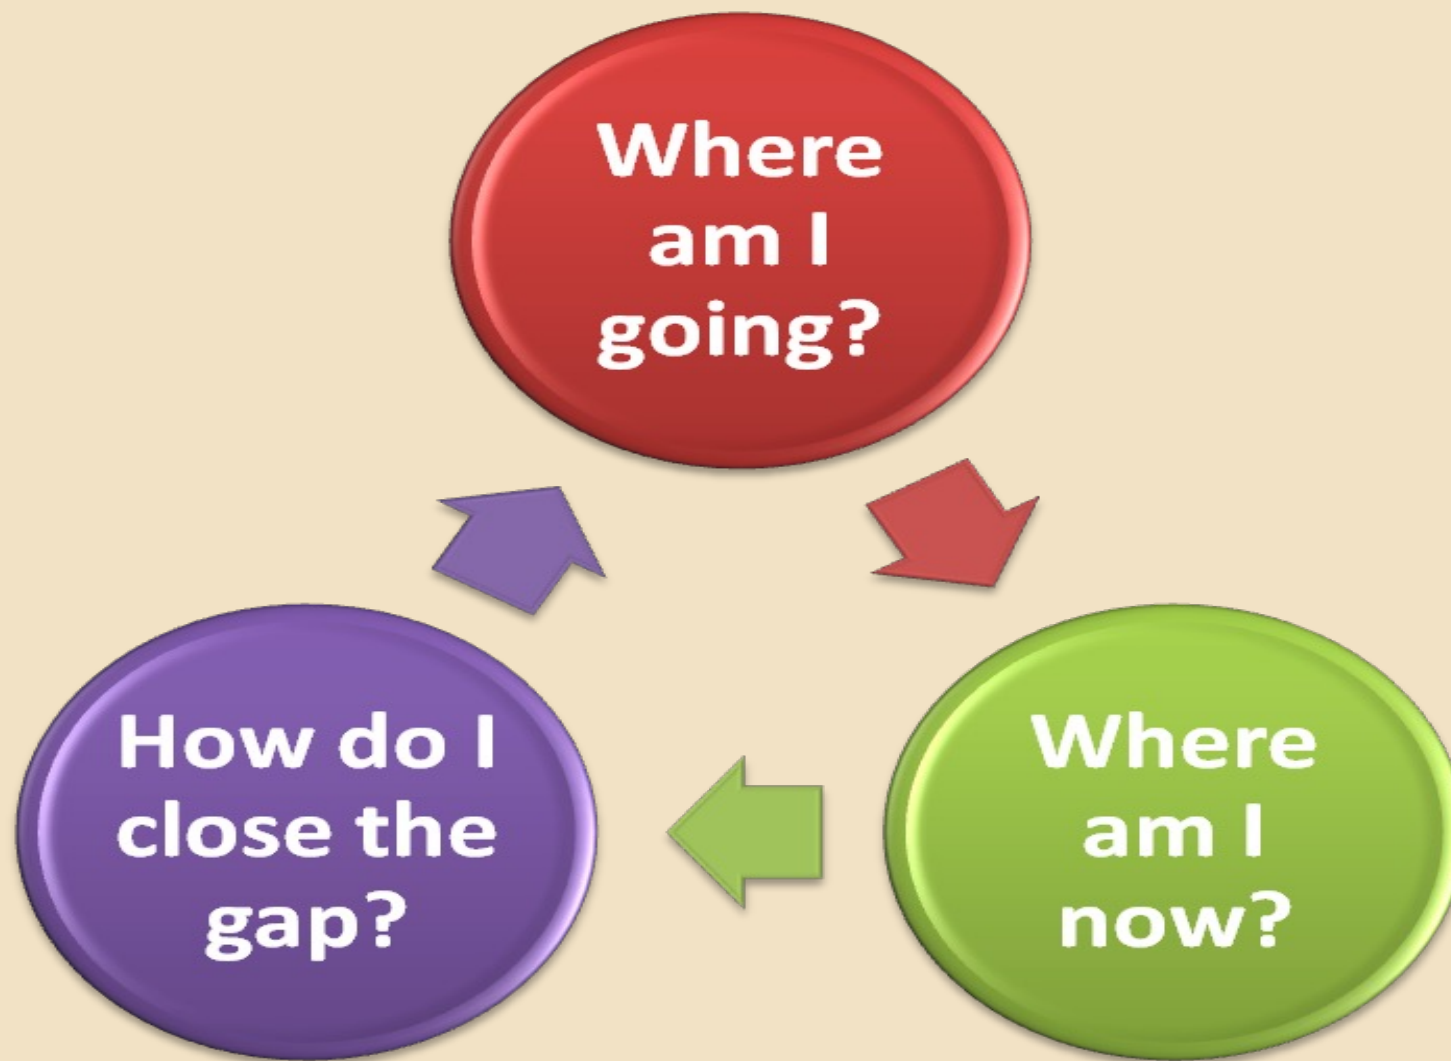 Where
am I
going?
Where
am I
now?
How do I
close the
gap?